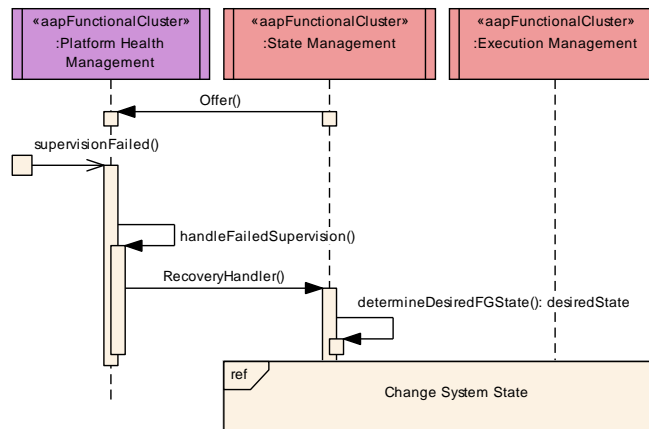 «aapFunctionalCluster»
:Platform Health
Management
«aapFunctionalCluster»
:State Management
«aapFunctionalCluster»
:Execution Management
Offer()
supervisionFailed()
handleFailedSupervision()
RecoveryHandler()
determineDesiredFGState(): desiredState
ref
Change System State